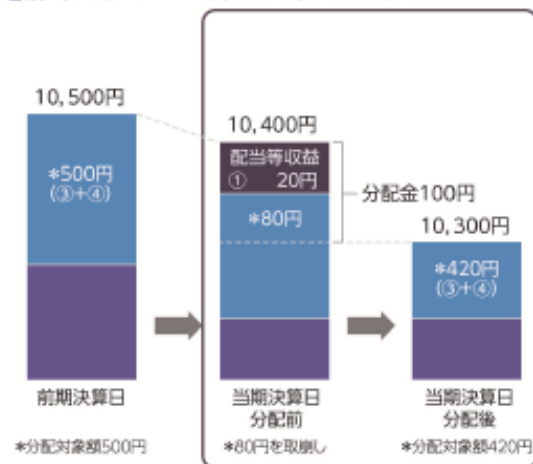 10,500円
*500円
(③+④)
前期決算日
*分配対象額500円
10,400円
配当等収益
① 20円
*80円
分配金100円
当期決算日
分配前
*80円を取崩し
10,300円
*420円
(③+④)
当期決算日
分配後
*分配対象額420円